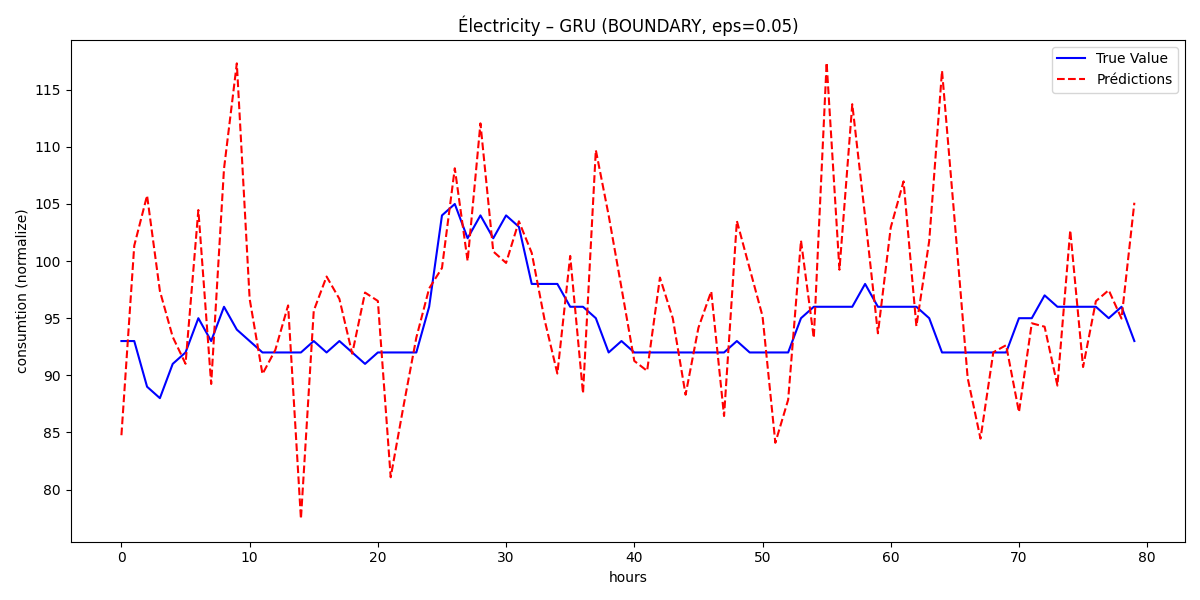 Électricity – GRU (BOUNDARY, eps=0.05)
True Value
Prédictions
consumtion (normalize)
115
110
105
100
95
90
85
80
0 10 20 30 40 50 60 70 80
hours